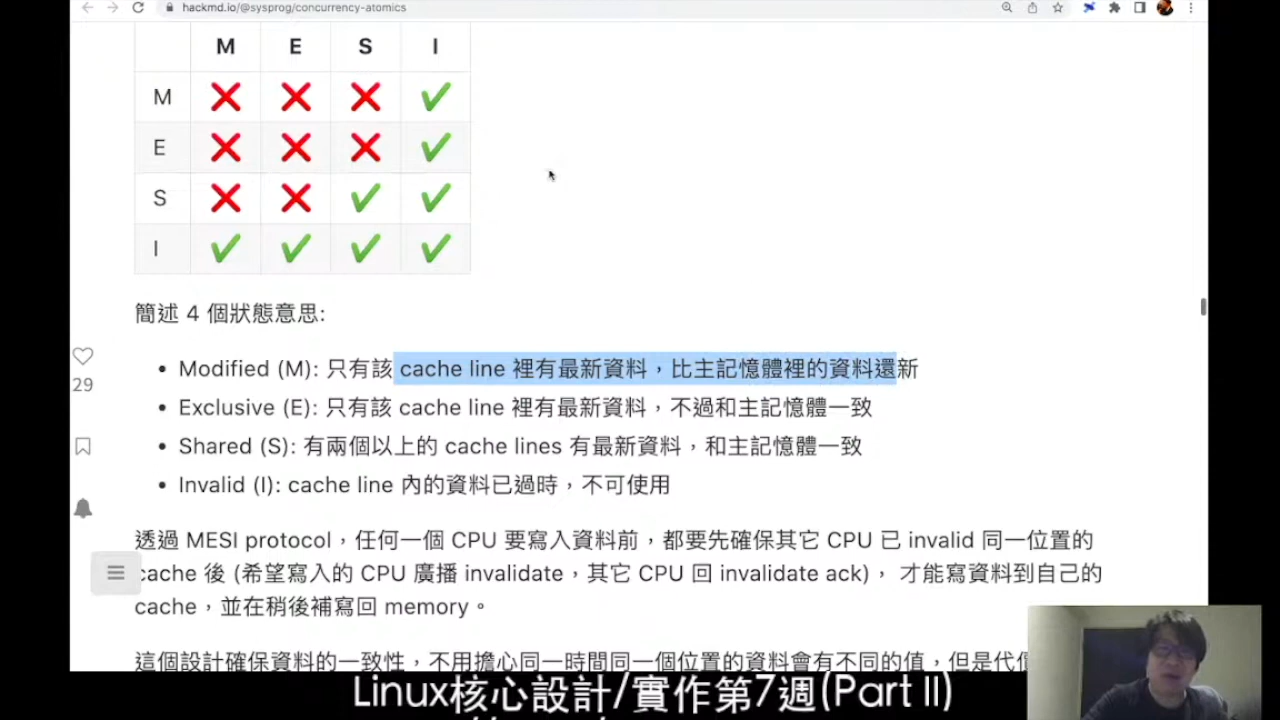 hackmd.io/@sysprog/concurrency-atomics
M E S I
M ❌ ❌ ❌ ✔
E ❌ ❌ ❌ ✔
S ❌ ❌ ✔ ✔
I ✔ ✔ ✔ ✔
簡述 4 個狀態意思:
• Modified (M): 只有該 cache line 裡有最新資料，比主記憶體裡的資料還新
• Exclusive (E): 只有該 cache line 裡有最新資料，不過和主記憶體一致
29
• Shared (S): 有兩個以上的 cache lines 有最新資料，和主記憶體一致
• Invalid (I): cache line 內的資料已過時，不可使用
透過 MESI protocol，任何一個 CPU 要寫入資料前，都要先確保其它 CPU 已 invalid 同一位置的
cache 後 (希望寫入的 CPU 廣播 invalidate，其它 CPU 回 invalidate ack)， 才能寫資料到自己的
cache，並在稍後補寫回 memory。
這個設計確保資料的一致性，不用擔心同一時間同一個位置的資料會有不同的值，但是代價
Linux核心設計/實作第7週(Part II)